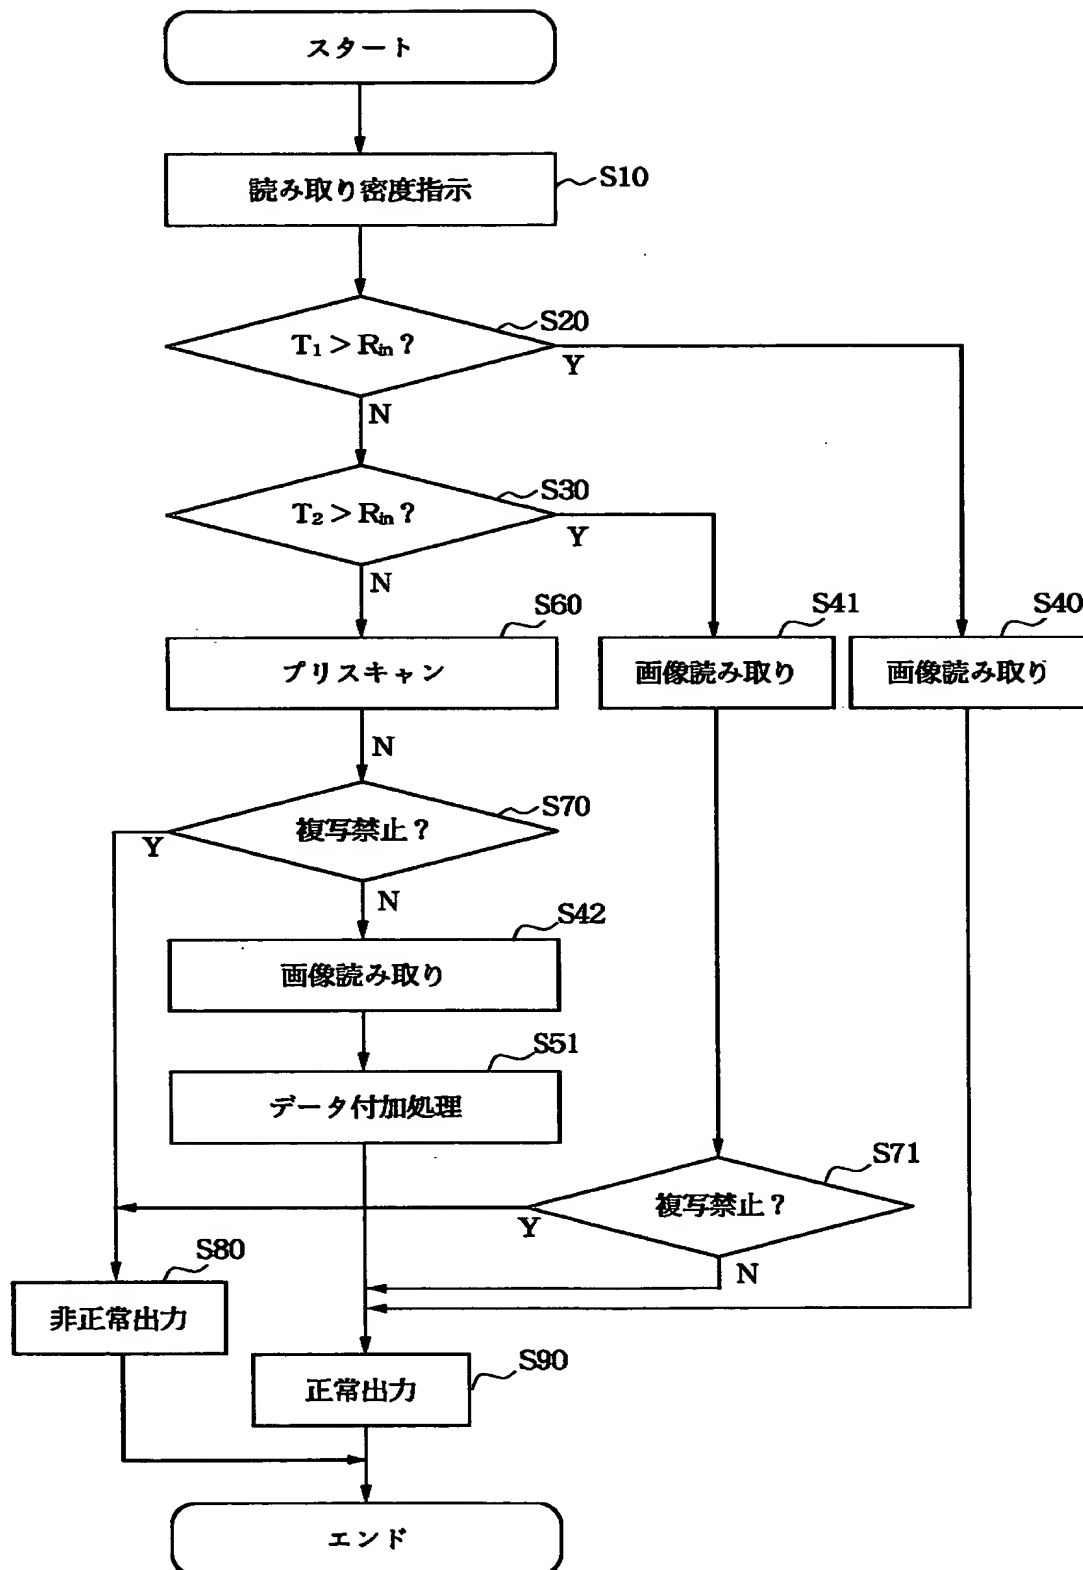 スタート
読み取り密度指示
S10
T₁ > Rin ?
S20
Y
N
T₂ > Rin ?
S30
Y
N
S60
プリスキャン
S41
画像読み取り
S40
画像読み取り
N
複写禁止?
S70
Y
N
S42
画像読み取り
S51
データ付加処理
S71
複写禁止?
Y
N
S80
非正常出力
S90
正常出力
エンド